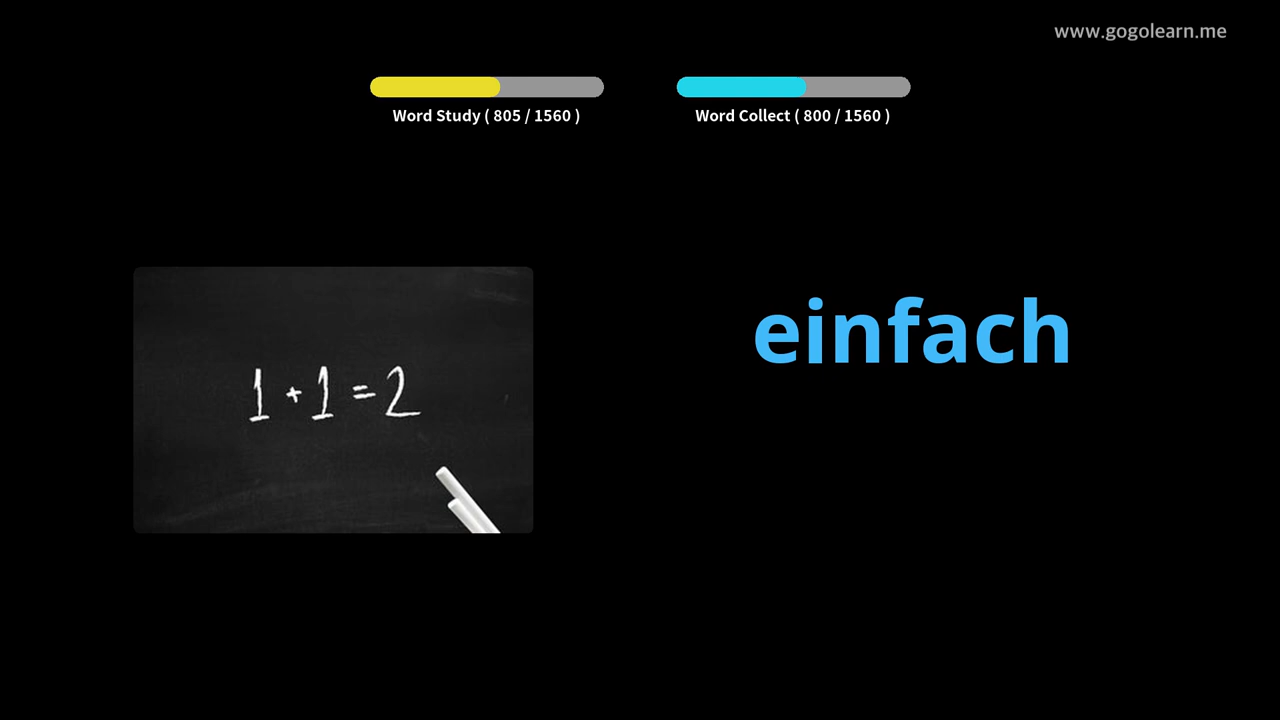 www.gogolearn.me
Word Study ( 805 / 1560 )
Word Collect ( 800 / 1560 )
einfach
1 + 1 = 2